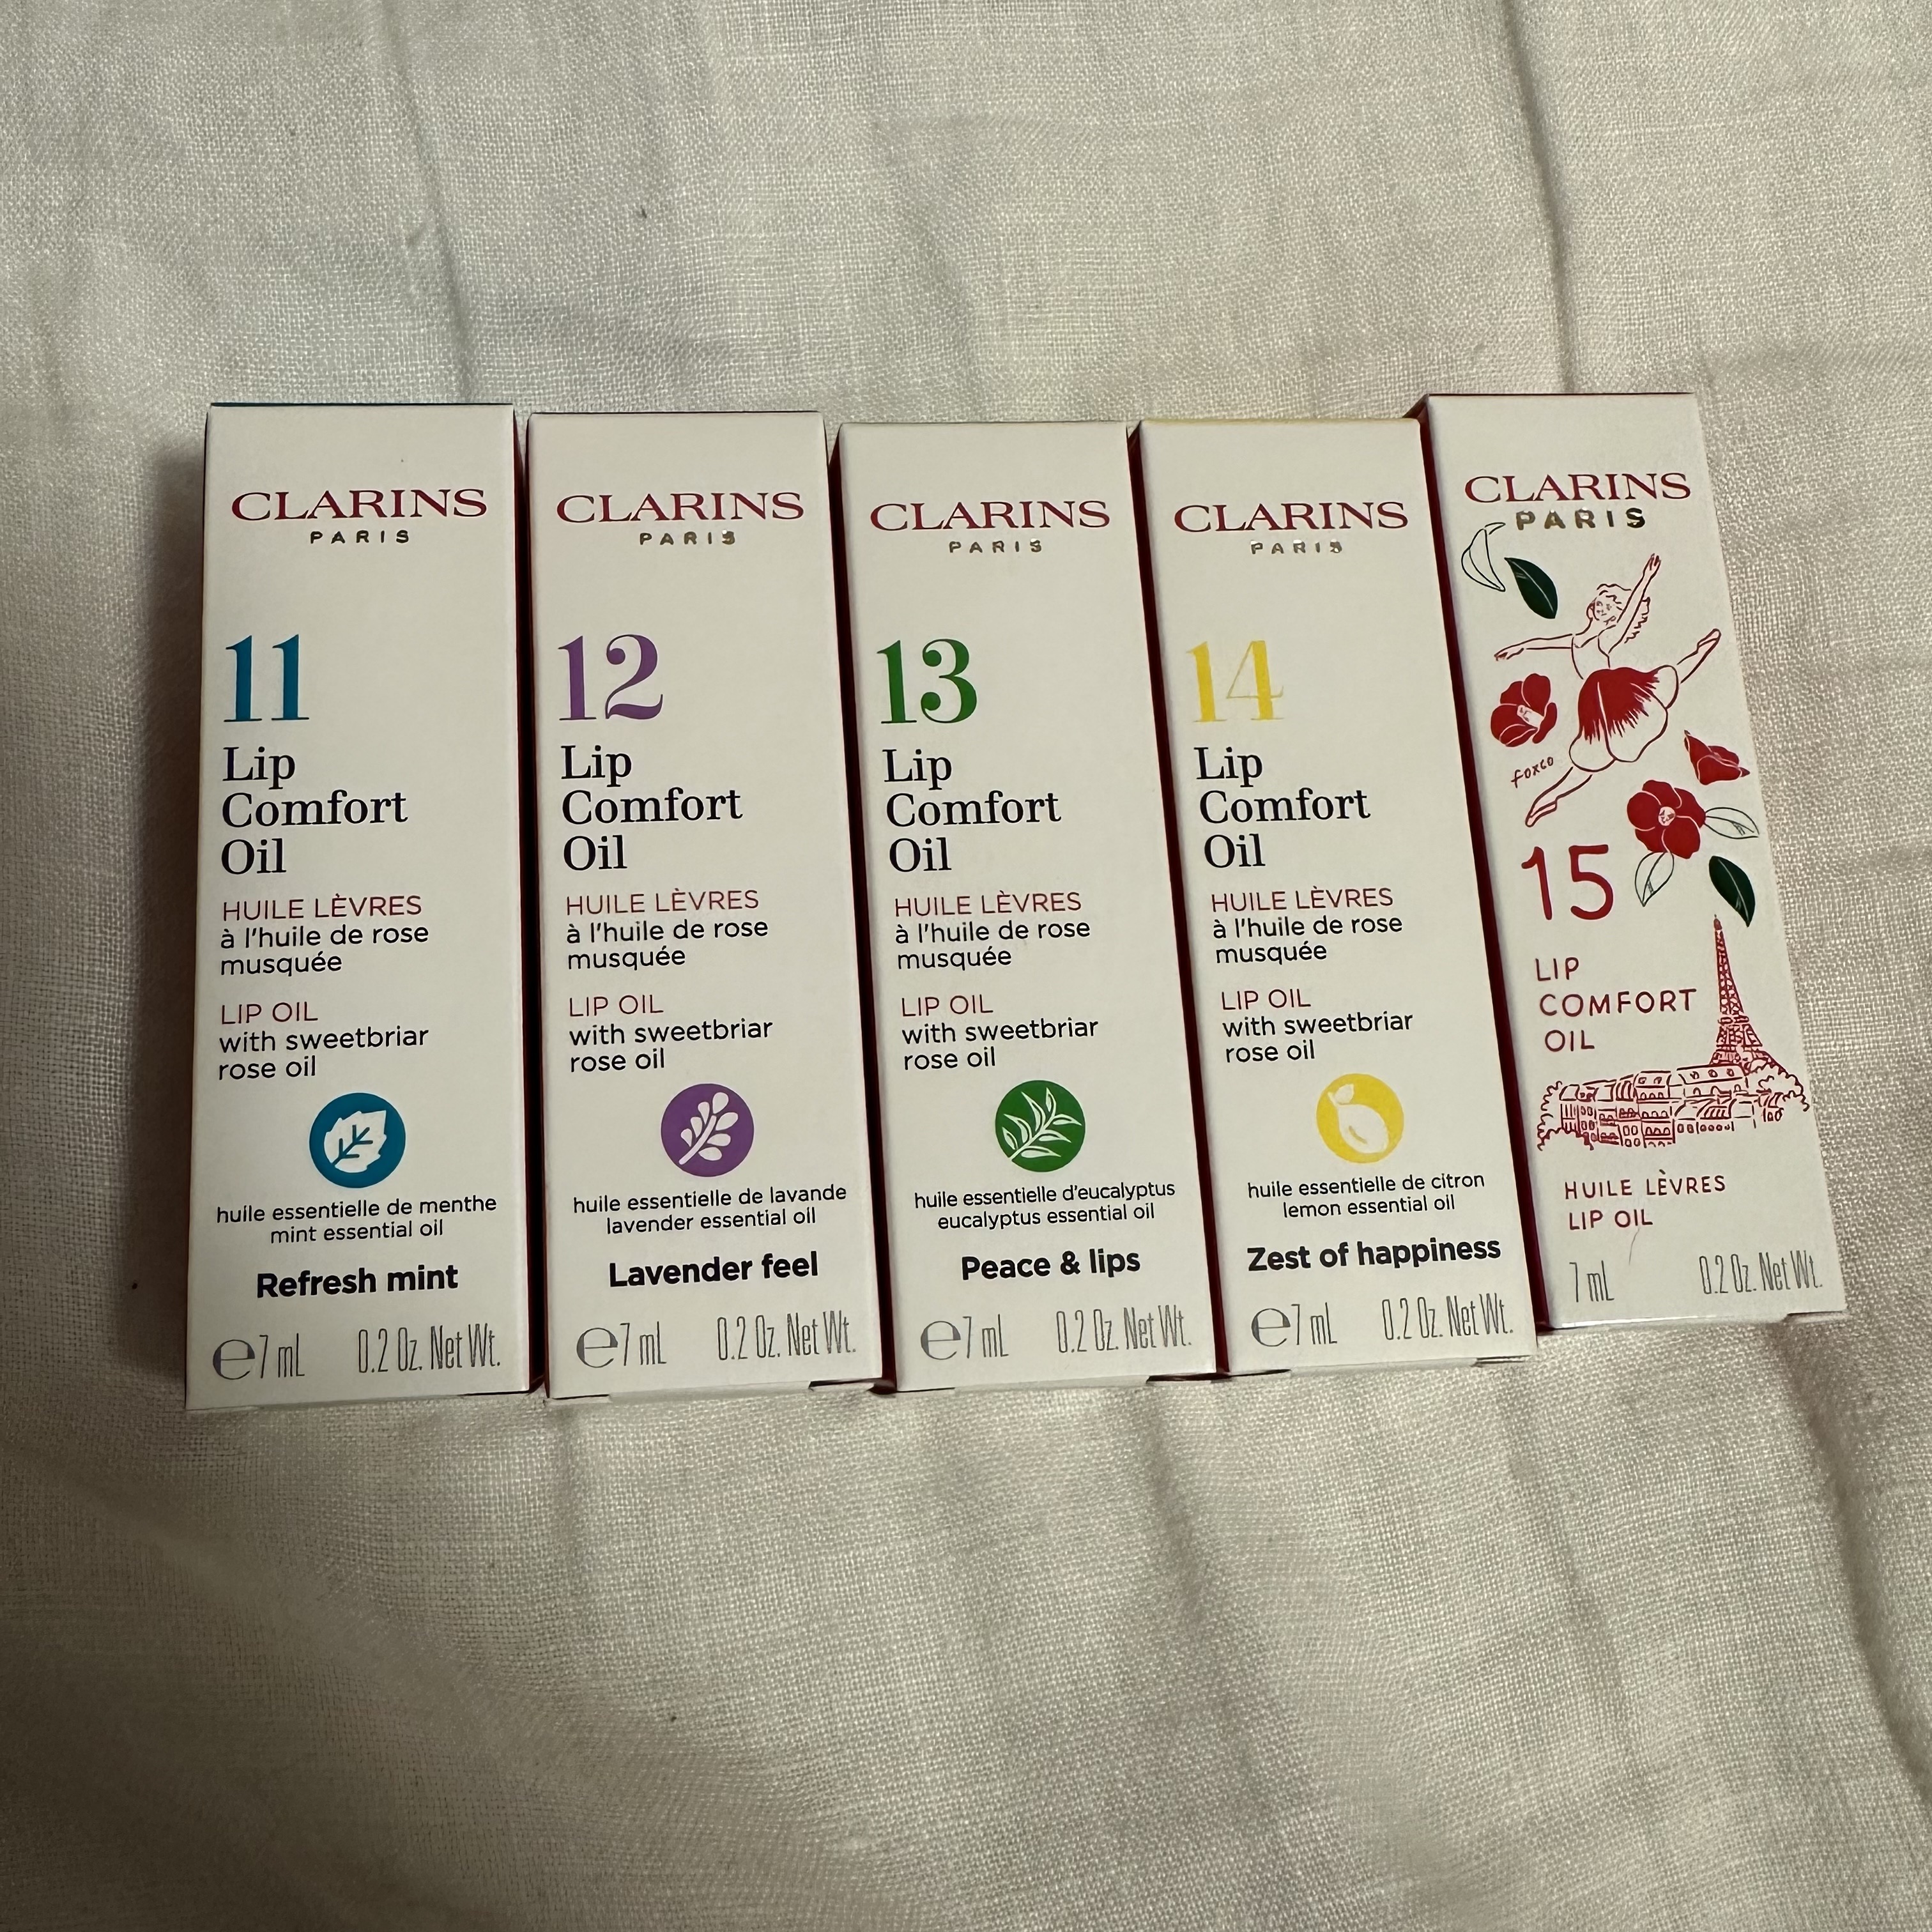 CLARINS
PARIS
11
Lip
Comfort
Oil
HUILE LÈVRES
à l'huile de rose
musquée
LIP OIL
with sweetbriar
rose oil
huile essentielle de menthe
mint essential oil
Refresh mint
e7 mL 0.2 Oz. Net Wt.
CLARINS
PARIS
12
Lip
Comfort
Oil
HUILE LÈVRES
à l'huile de rose
musquée
LIP OIL
with sweetbriar
rose oil
huile essentielle de lavande
lavender essential oil
Lavender feel
e7 mL 0.2 Oz. Net Wt.
CLARINS
PARIS
13
Lip
Comfort
Oil
HUILE LÈVRES
à l'huile de rose
musquée
LIP OIL
with sweetbriar
rose oil
huile essentielle d'eucalyptus
eucalyptus essential oil
Peace & lips
e7 mL 0.2 Oz. Net Wt.
CLARINS
PARIS
14
Lip
Comfort
Oil
HUILE LÈVRES
à l'huile de rose
musquée
LIP OIL
with sweetbriar
rose oil
huile essentielle de citron
lemon essential oil
Zest of happiness
e7 mL 0.2 Oz. Net Wt.
CLARINS
PARIS
foxco
15
LIP
COMFORT
OIL
HUILE LÈVRES
LIP OIL
7 mL 0.2 Oz. Net Wt.